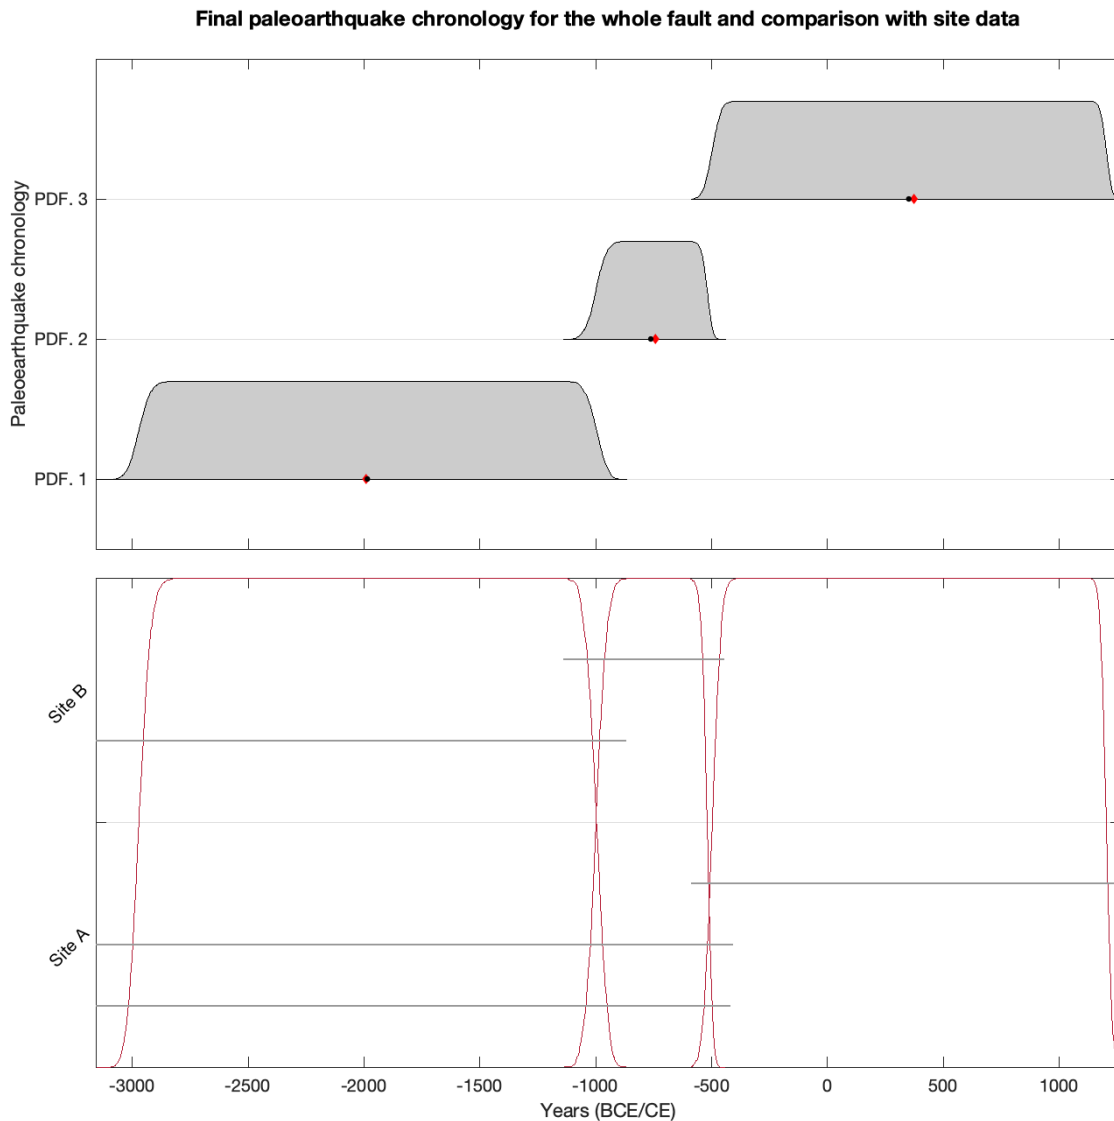 Final paleoarthquake chronology for the whole fault and comparison with site data
Paleoearthquake chronology
PDF. 3
PDF. 2
PDF. 1
Site B
Site A
-3000 -2500 -2000 -1500 -1000 -500 0 500 1000
Years (BCE/CE)